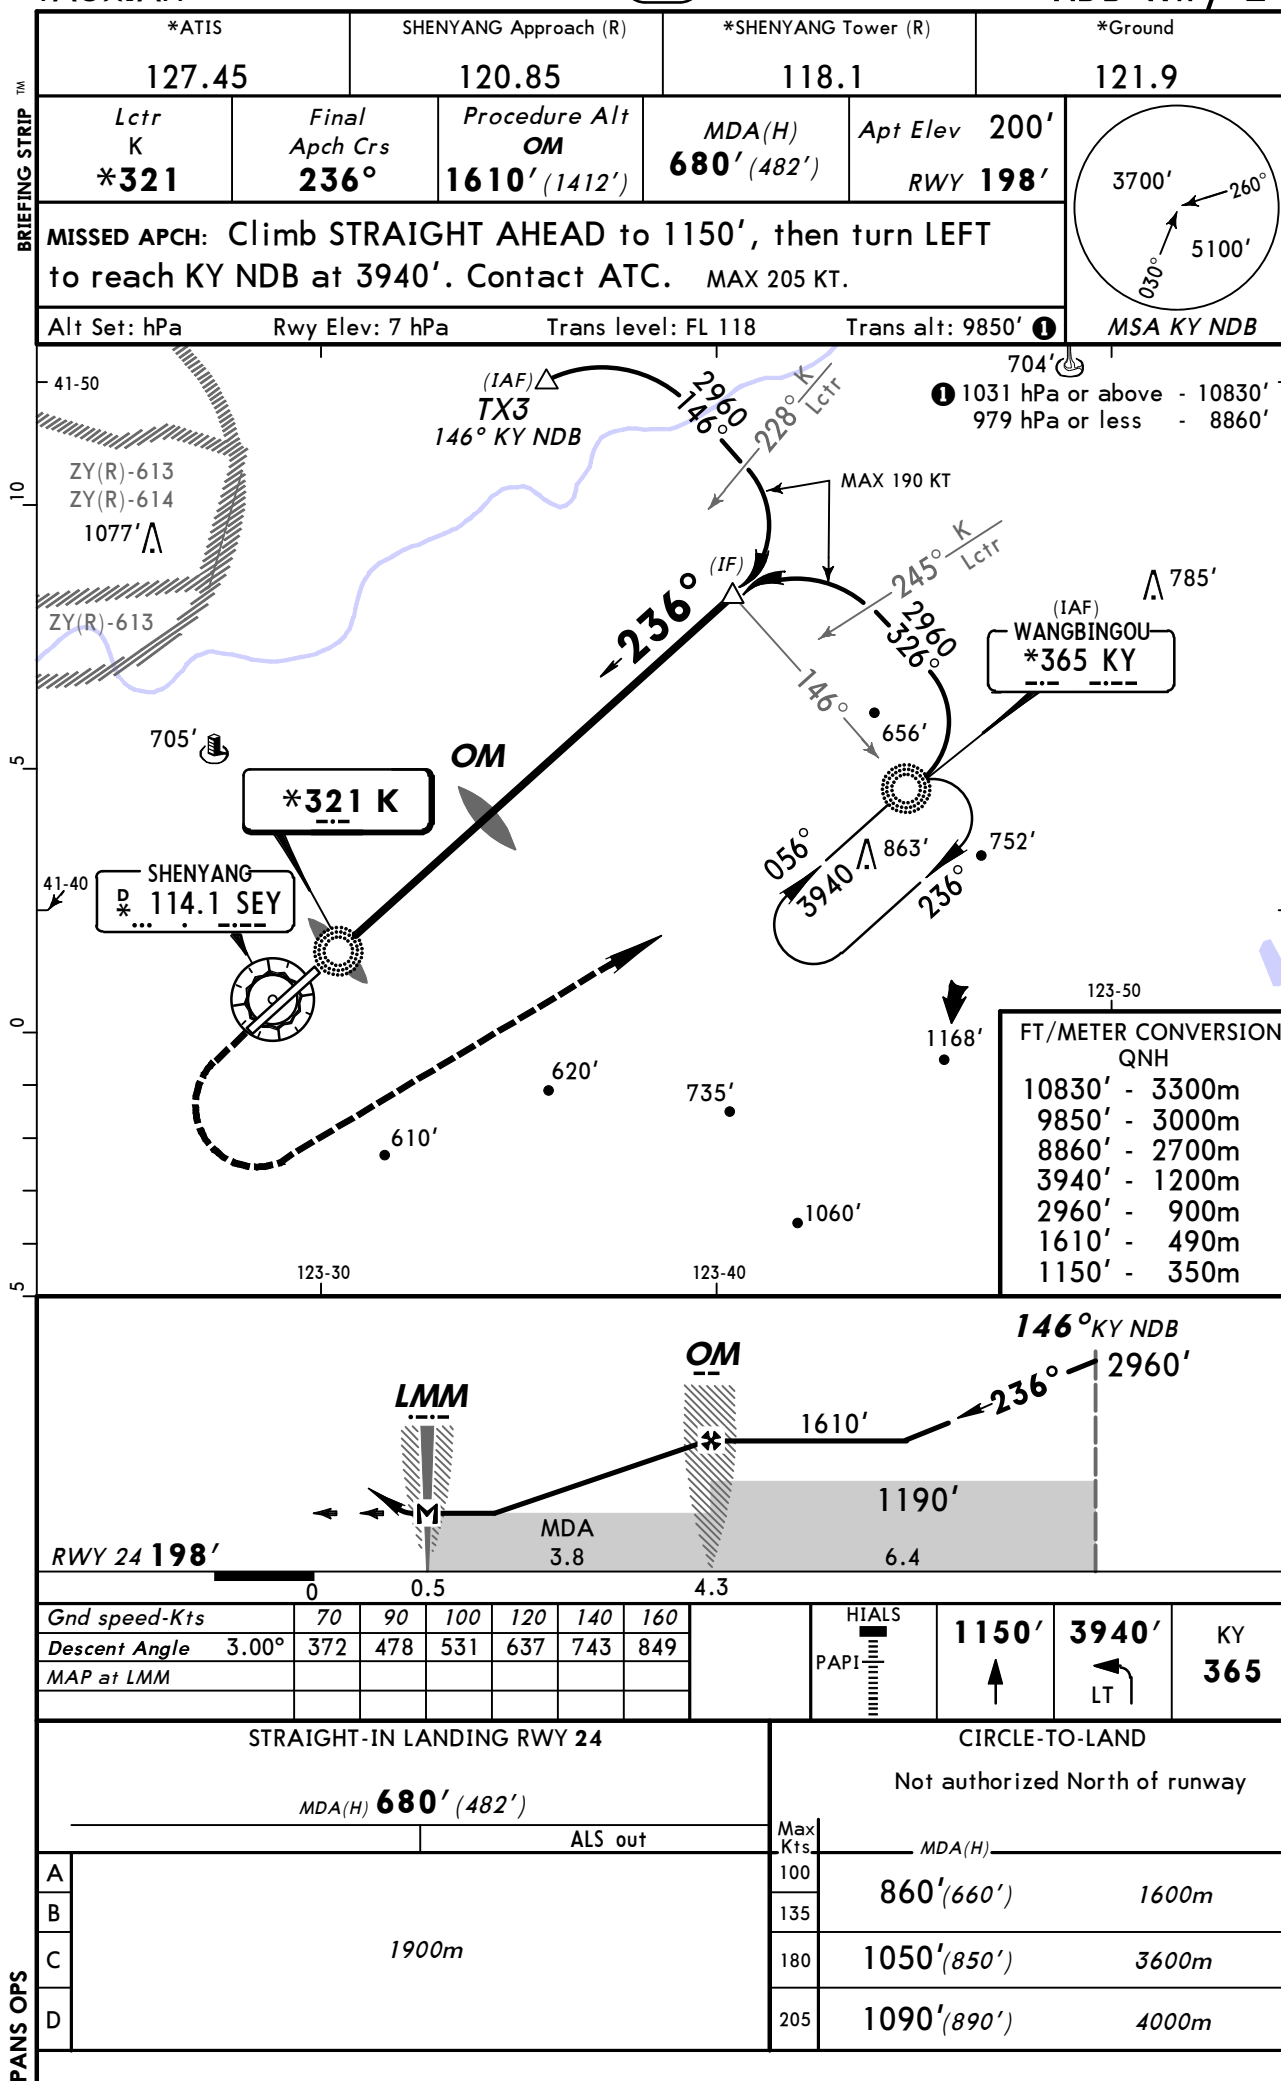 *ATIS
127.45
SHENYANG Approach (R)
120.85
*SHENYANG Tower (R)
118.1
*Ground
121.9
BRIEFING STRIP TM
Lctr
K
*321
Final
Apch Crs
236°
Procedure Alt
OM
1610' (1412')
MDA(H)
680' (482')
Apt Elev 200'
RWY 198'
3700'
260°
5100'
030°
MSA KY NDB
MISSED APCH: Climb STRAIGHT AHEAD to 1150', then turn LEFT
to reach KY NDB at 3940'. Contact ATC. MAX 205 KT.
Alt Set: hPa Rwy Elev: 7 hPa Trans level: FL 118 Trans alt: 9850' 1
41-50
(IAF)
TX3
146° KY NDB
2960
146°
228° K
Lctr
704'
1 1031 hPa or above - 10830'
979 hPa or less - 8860'
ZY(R)-613
ZY(R)-614
1077'
10
MAX 190 KT
(IF)
236°
245° K
Lctr
785'
2960
326°
(IAF)
WANGBINGOU
*365 KY
ZY(R)-613
146°
656'
705'
OM
5
*321 K
056°
3940
863'
752'
236°
41-40
SHENYANG
D
* 114.1 SEY
0
123-50
1168'
620'
735'
610'
1060'
5
123-30
123-40
FT/METER CONVERSION
QNH
10830' - 3300m
9850' - 3000m
8860' - 2700m
3940' - 1200m
2960' - 900m
1610' - 490m
1150' - 350m
146° KY NDB
2960'
OM
236°
LMM
1610'
1190'
M
MDA
RWY 24 198'
3.8
6.4
0
0.5
4.3
Gnd speed-Kts 70 90 100 120 140 160
Descent Angle 3.00° 372 478 531 637 743 849
MAP at LMM
HIALS
PAPI
1150'
3940'
LT
KY
365
STRAIGHT-IN LANDING RWY 24
MDA(H) 680' (482')
ALS out
A
B
C
D
1900m
CIRCLE-TO-LAND
Not authorized North of runway
Max
Kts
MDA(H)
100
135
860' (660') 1600m
180 1050' (850') 3600m
205 1090' (890') 4000m
PANS OPS